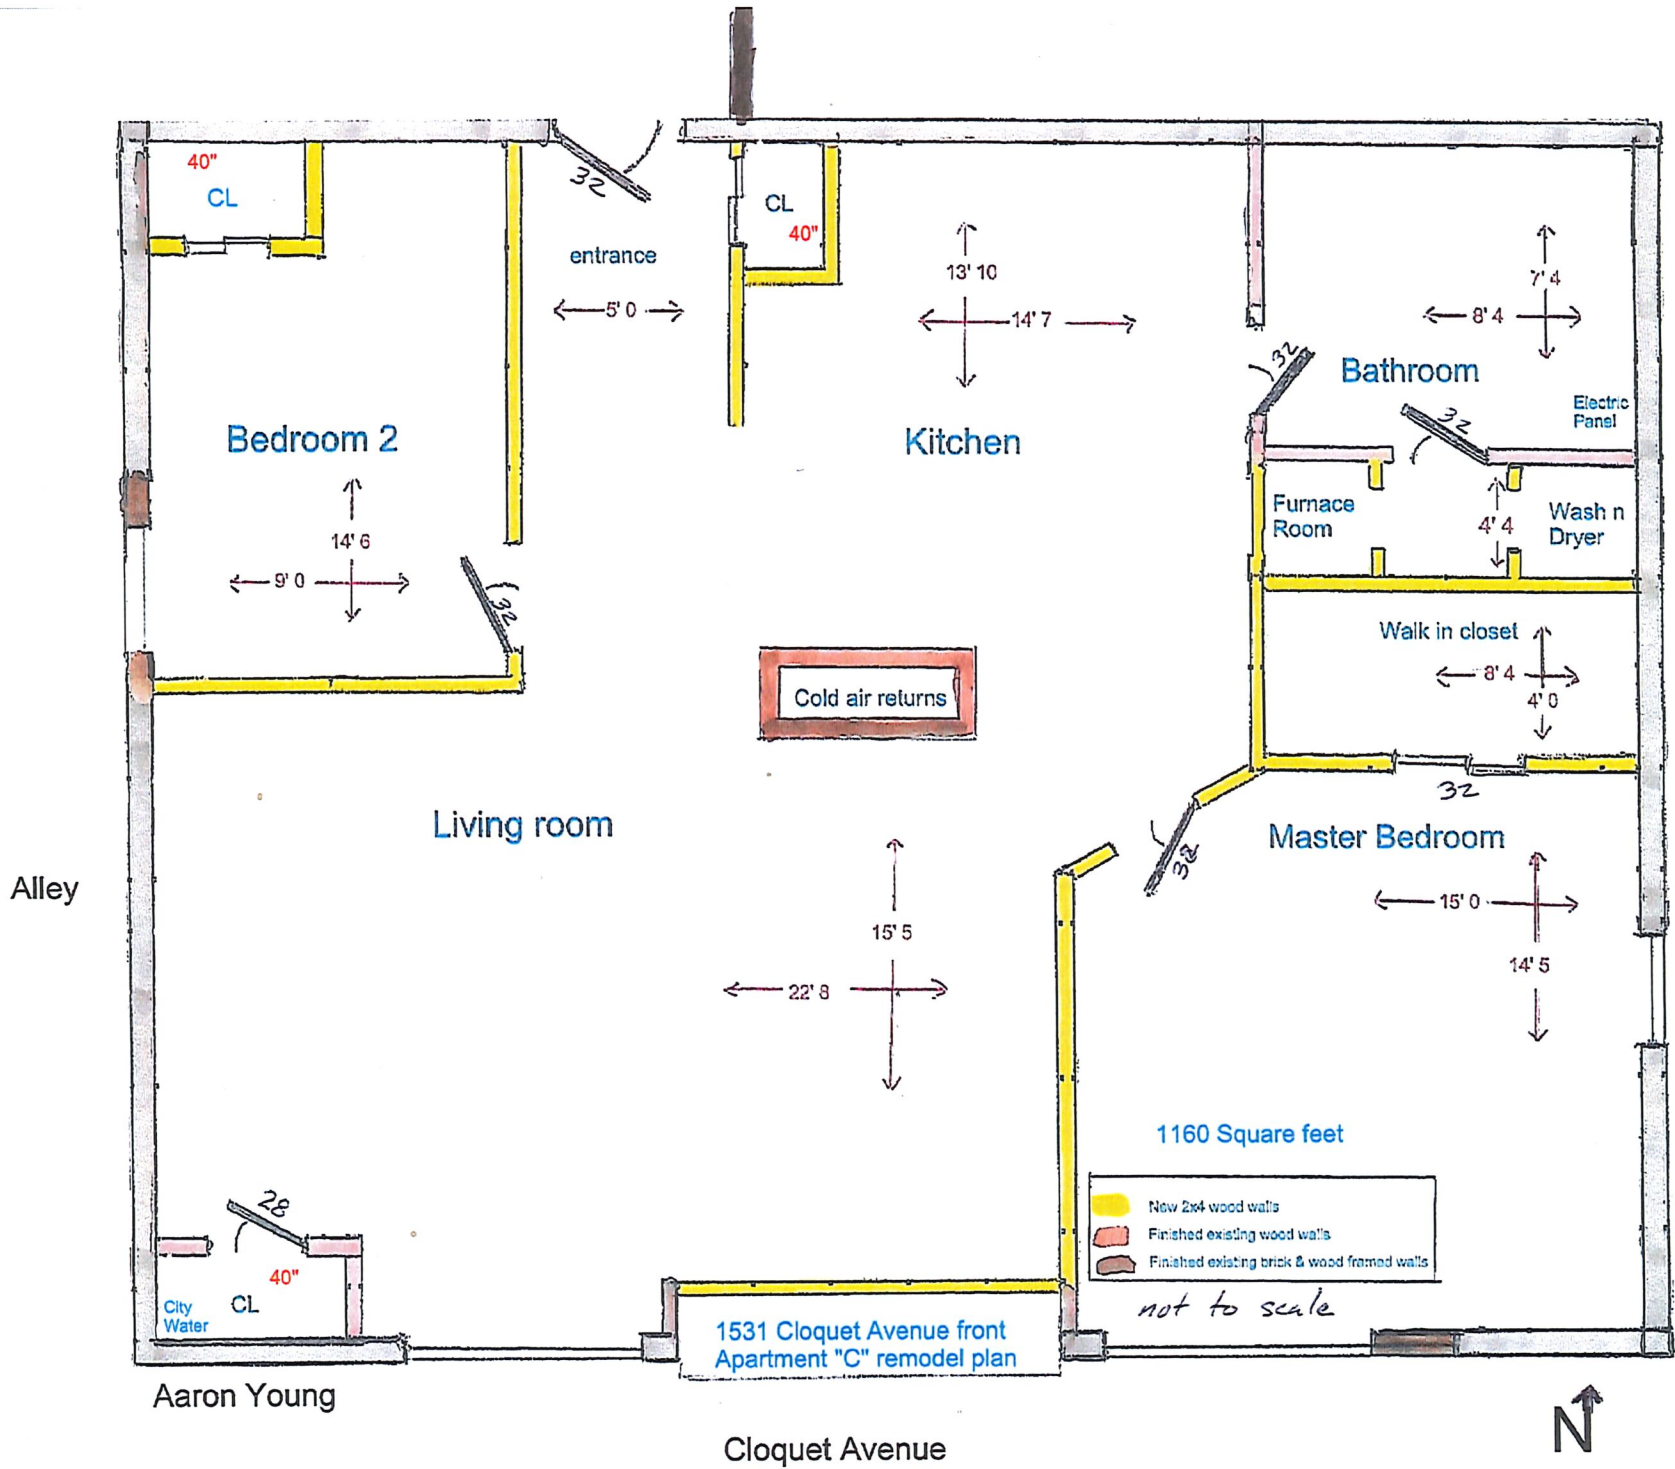 40"
CL
32
CL
40"
entrance
5' 0
13' 10
14' 7
7' 4
8' 4
32
Bathroom
Electric
Panel
32
Bedroom 2
Kitchen
14' 6
9' 0
32
Furnace
Room
4' 4
Wash n
Dryer
Walk in closet
8' 4
4' 0
Cold air returns
32
Living room
Master Bedroom
32
Alley
15' 5
22' 8
15' 0
14' 5
1160 Square feet
New 2x4 wood walls
Finished existing wood walls
Finished existing brick & wood framed walls
not to scale
28
40"
CL
City
Water
1531 Cloquet Avenue front
Apartment "C" remodel plan
Aaron Young
Cloquet Avenue
N